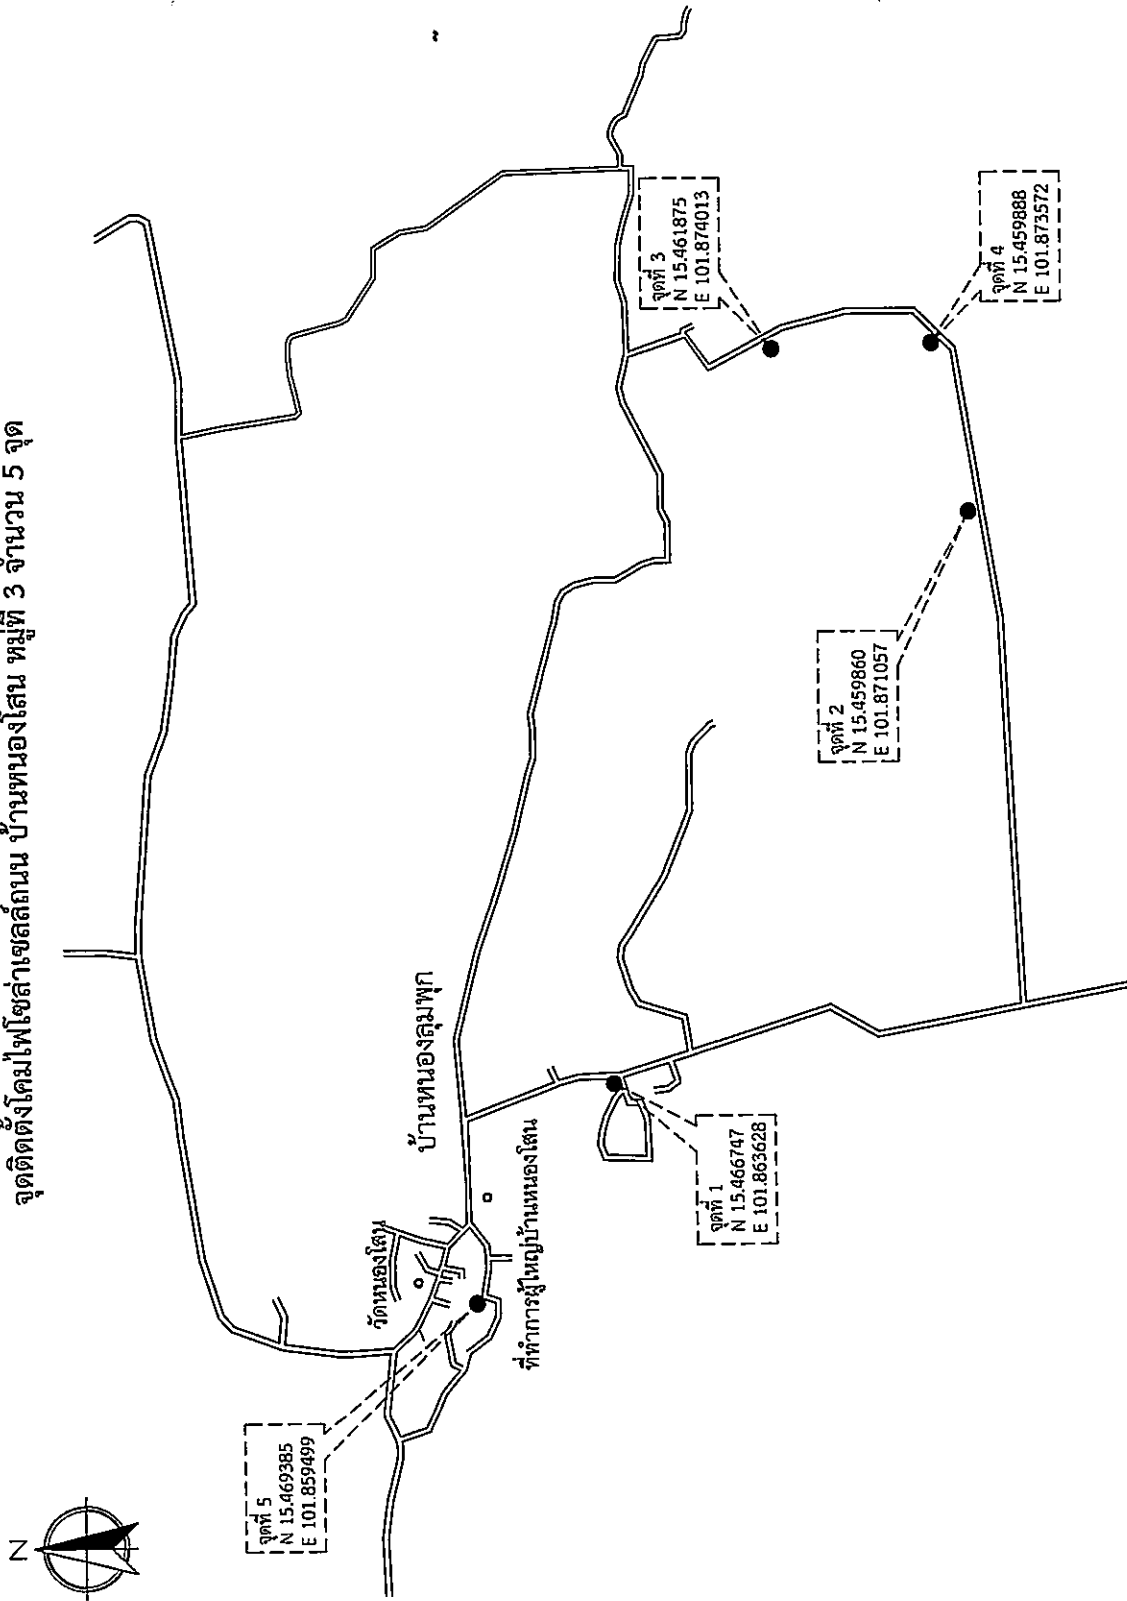 จุดติดตั้งโคมไฟโซล่าเซลล์ถนน บ้านหนองโสน หมู่ที่ 3 จำนวน 5 จุด
N
จุดที่ 5
N 15.469385
E 101.859499
วัดหนองโสน
ที่ทำการผู้ใหญ่บ้านหนองโสน
บ้านหนองลุมพุก
จุดที่ 1
N 15.466747
E 101.863628
จุดที่ 2
N 15.459860
E 101.871057
จุดที่ 3
N 15.461875
E 101.874013
จุดที่ 4
N 15.459888
E 101.873572